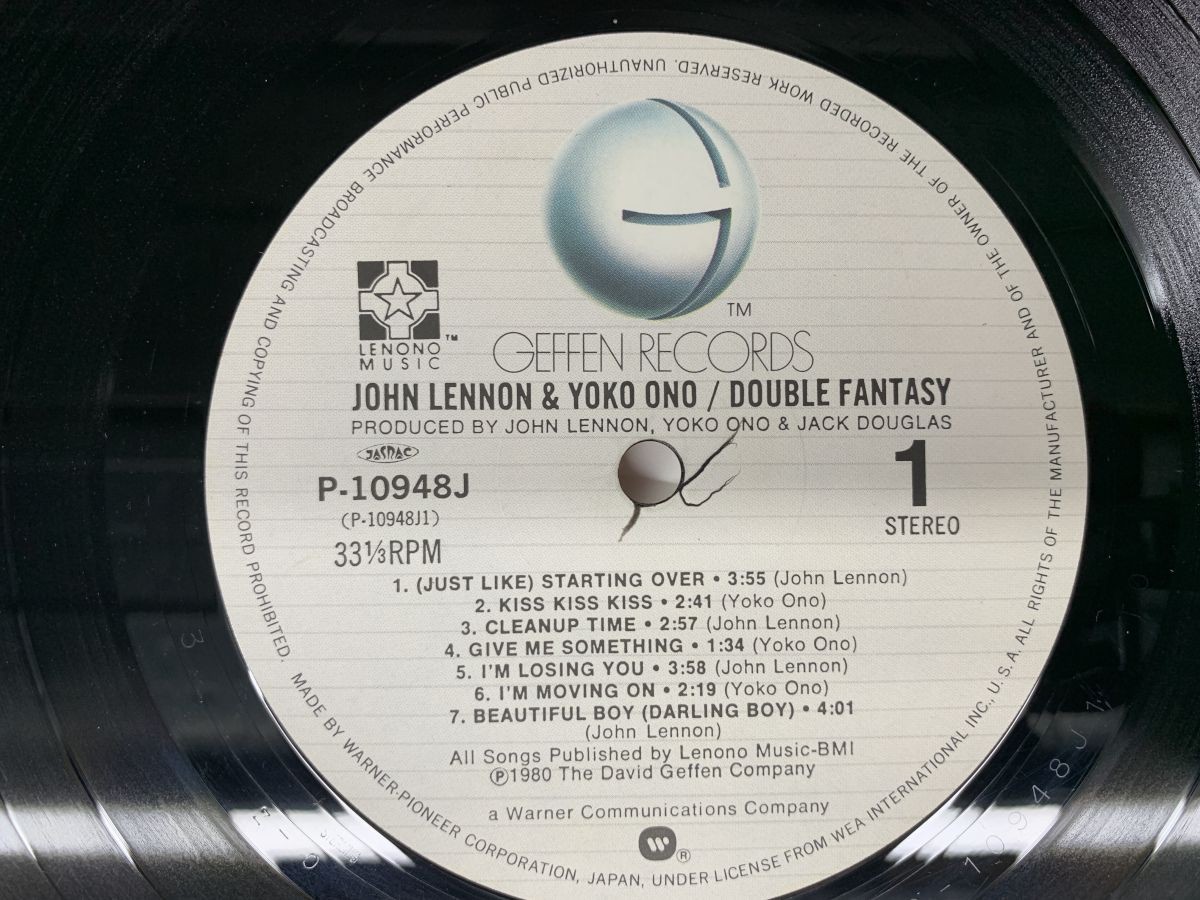 TM
LENONO™
MUSIC
GEFFEN RECORDS
JOHN LENNON & YOKO ONO / DOUBLE FANTASY
PRODUCED BY JOHN LENNON, YOKO ONO & JACK DOUGLAS
JASRAC
P-10948J
(P-10948J1)
33⅓RPM
1
STEREO
1. (JUST LIKE) STARTING OVER • 3:55 (John Lennon)
2. KISS KISS KISS • 2:41 (Yoko Ono)
3. CLEANUP TIME • 2:57 (John Lennon)
4. GIVE ME SOMETHING • 1:34 (Yoko Ono)
5. I'M LOSING YOU • 3:58 (John Lennon)
6. I'M MOVING ON • 2:19 (Yoko Ono)
7. BEAUTIFUL BOY (DARLING BOY) • 4:01
(John Lennon)
All Songs Published by Lenono Music-BMI
℗1980 The David Geffen Company
a Warner Communications Company
®
MADE BY WARNER-PIONEER CORPORATION, JAPAN, UNDER LICENSE FROM WEA INTERNATIONAL INC., U.S.A. ALL RIGHTS OF THE MANUFACTURER AND OF THE OWNER OF THE RECORDED WORK RESERVED. UNAUTHORIZED PUBLIC PERFORMANCE BROADCASTING AND COPYING OF THIS RECORD PROHIBITED.
3
-10948J